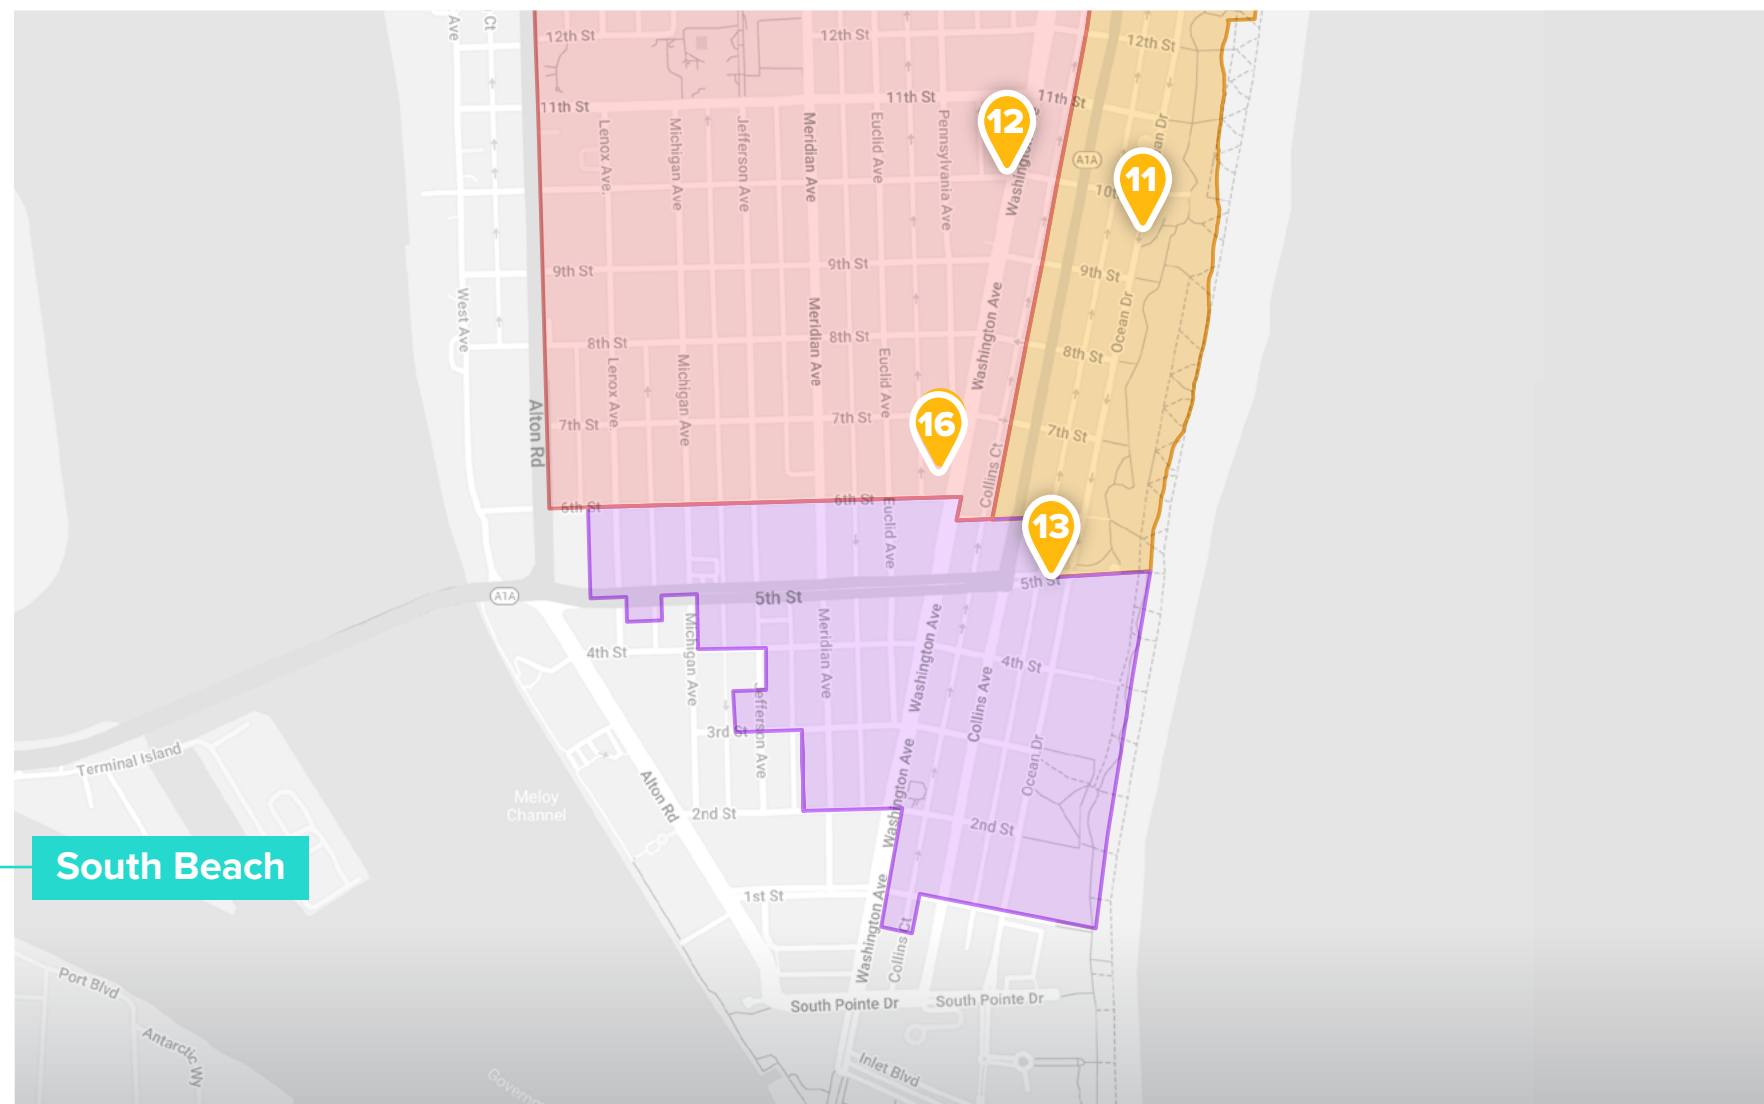 Ave
Ct
12th St
12th St
12th St
11th St
11th St
11th St
12
Lenox Ave.
Michigan Ave
Jefferson Ave
Meridian Ave
Euclid Ave
Pennsylvania Ave
Washington
A1A
11
9th St
9th St
9th St
West Ave
Meridian Ave
Washington Ave
Ocean Dr
8th St
8th St
8th St
Lenox Ave.
Michigan Ave
Euclid Ave
Alton Rd
7th St
7th St
7th St
16
Collins Ct
6th St
6th St
Euclid Ave
13
A1A
5th St
5th St
4th St
Michigan Ave
Meridian Ave
Washington Ave
4th St
Collins Ave
3rd St
Jefferson Ave
Ocean Dr
Terminal Island
Alton Rd
Meloy
Channel
2nd St
Washington Ave
2nd St
South Beach
1st St
Washington Ave
Collins Ct
Port Blvd
South Pointe Dr
South Pointe Dr
Antarctic Wy
Inlet Blvd